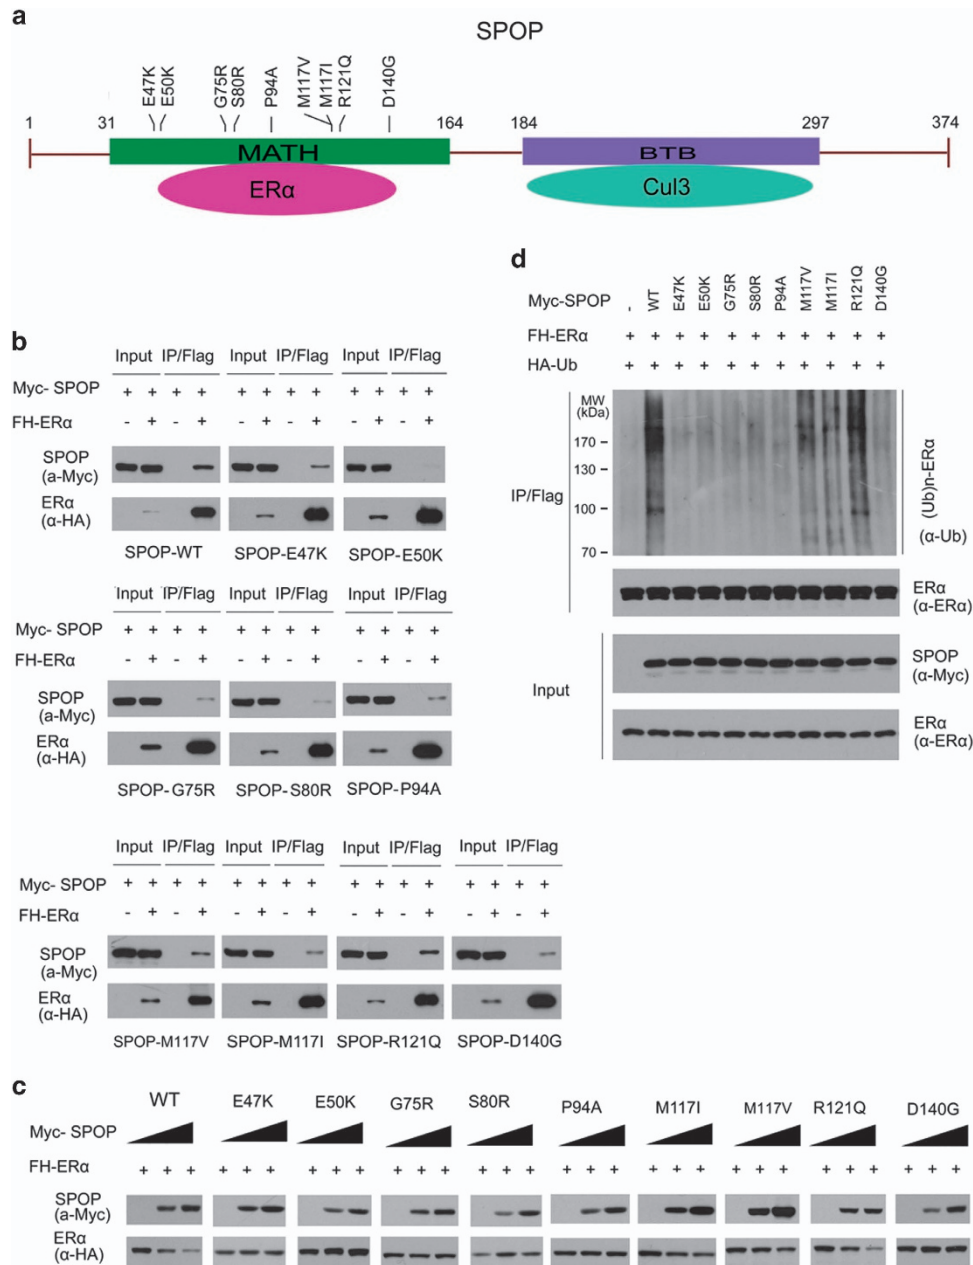 a
SPOP
E47K E50K G75R S80R P94A M117V M117I R121Q D140G
1 31 164 184 297 374
MATH BTB
ERα Cul3
b
Input IP/Flag Input IP/Flag Input IP/Flag
Myc- SPOP + + + + + + + + + + + +
FH-ERα - + - + - + - + - + - +
SPOP
(a-Myc)
ERα
(α-HA)
SPOP-WT SPOP-E47K SPOP-E50K
Input IP/Flag Input IP/Flag Input IP/Flag
Myc- SPOP + + + + + + + + + + + +
FH-ERα - + - + - + - + - + - +
SPOP
(a-Myc)
ERα
(α-HA)
SPOP- G75R SPOP-S80R SPOP-P94A
Input IP/Flag Input IP/Flag Input IP/Flag Input IP/Flag
Myc- SPOP + + + + + + + + + + + + + + + +
FH-ERα - + - + - + - + - + - + - + - +
SPOP
(a-Myc)
ERα
(α-HA)
SPOP-M117V SPOP-M117I SPOP-R121Q SPOP-D140G
d
Myc-SPOP - WT E47K E50K G75R S80R P94A M117V M117I R121Q D140G
FH-ERα + + + + + + + + + + +
HA-Ub + + + + + + + + + + +
MW
(kDa)
170
130
100
70
IP/Flag
(Ub)n-ERα
(α-Ub)
ERα
(α-ERα)
Input
SPOP
(α-Myc)
ERα
(α-ERα)
c
WT E47K E50K G75R S80R P94A M117I M117V R121Q D140G
Myc- SPOP
FH-ERα + + + + + + + + + + + + + + + + + + + + + + + + + + + + + +
SPOP
(a-Myc)
ERα
(α-HA)